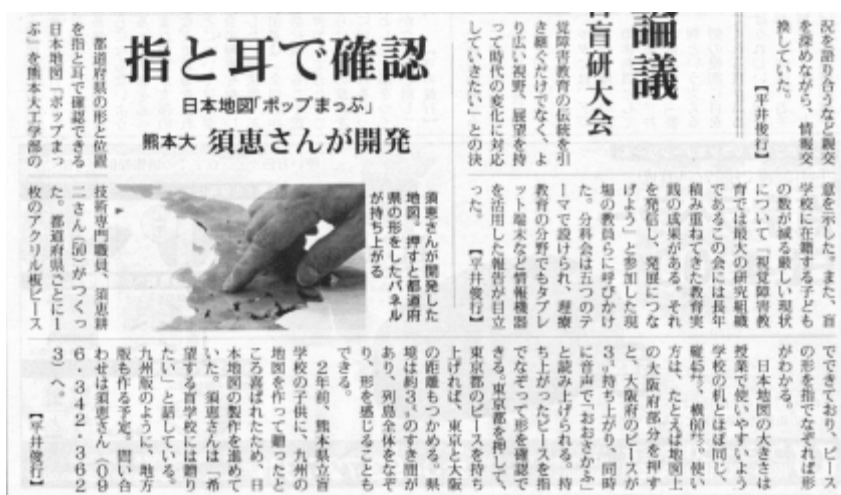 況を語り合うなど親交
を深めながら、情報交
換していた。
【平井俊行】
論議
盲研大会
覚障害教育の伝統を引
き継ぐだけでなく、よ
り広い視野、展望を持
って時代の変化に対応
していきたい」との決
意を示した。また、盲
学校に在籍する子ども
の数が減る厳しい現状
について「視覚障害教
育では最大の研究組織
であるこの会には長年
積み重ねてきた教育実
践の成果がある。それ
を発信し、発展につな
げよう」と参加した現
場の教員らに呼びかけ
た。分科会は五つのテ
ーマで設けられ、理療
教育の分野でもタブレ
ット端末など情報機器
を活用した報告が目立
った。 【平井俊行】
指と耳で確認
日本地図「ポップまっぷ」
熊本大 須恵さんが開発
都道府県の形と位置
を指と耳で確認できる
日本地図「ポップまっ
ぷ」を熊本大工学部の
須恵さんが開発した
地図。押すと都道府
県の形をしたパネル
が持ち上がる
技術専門職員、須恵耕
二さん(50)がつくっ
た。都道府県ごとに1
枚のアクリル板ピース
でできており、ピース
の形を指でなぞれば形
がわかる。
日本地図の大きさは
授業で使いやすいよう
学校の机とほぼ同じ、
縦45㌢、横60㌢。使い
方は、たとえば地図上
の大阪府部分を押す
と、大阪府のピースが
3㍉持ち上がり、同時
に音声で「おおさかふ」
と読み上げられる。持
ち上がったピースを指
でなぞって形を確認で
きる。東京都を押して、
東京都のピースを持ち
上げれば、東京と大阪
の距離もつかめる。県
境は約3㍉のすき間が
あり、列島全体をなぞ
り、形を感じることも
できる。
2年前、熊本県立盲
学校の子供に、九州の
地図を作って贈ったと
ころ喜ばれたため、日
本地図の製作を進めて
いた。須恵さんは「希
望する盲学校には贈り
たい」と話している。
九州版のように、地方
版も作る予定。問い合
わせは須恵さん(09
6・342・362
3)へ。
【平井俊行】